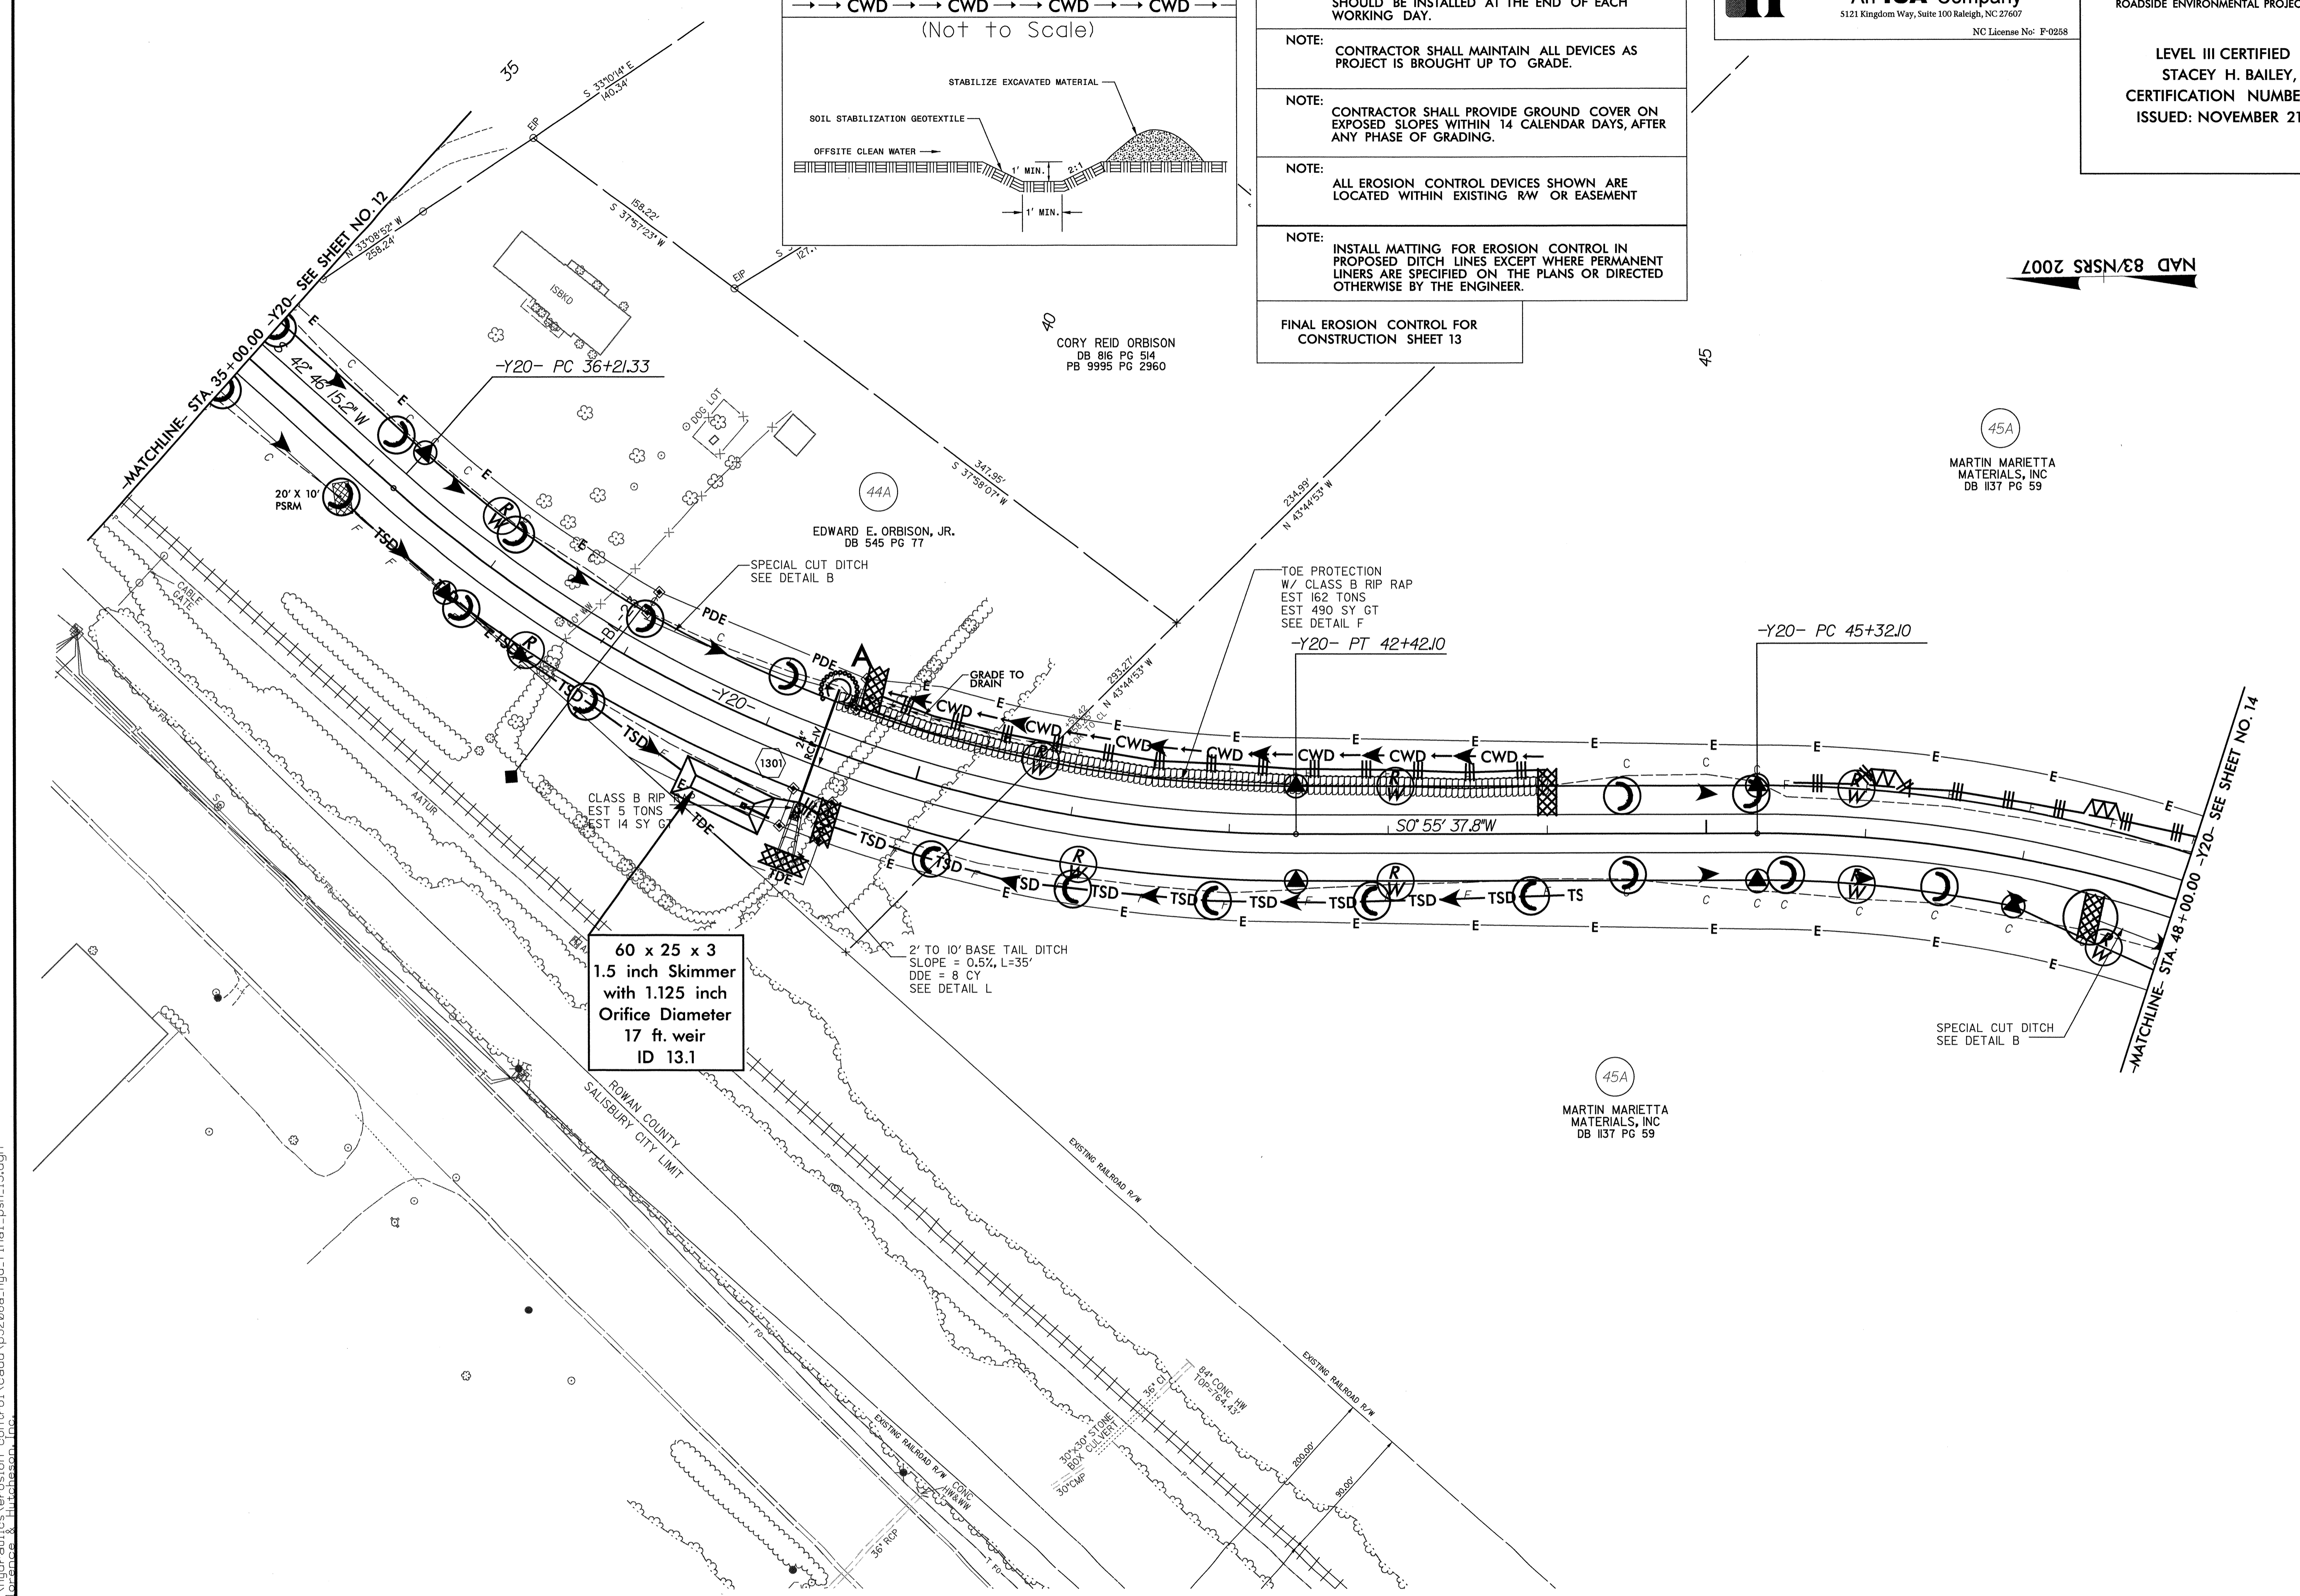 →→ CWD →→ CWD →→ CWD →→ CWD →
(Not to Scale)
STABILIZE EXCAVATED MATERIAL
SOIL STABILIZATION GEOTEXTILE
OFFSITE CLEAN WATER
1' MIN.
2:1
1' MIN.
SHOULD BE INSTALLED AT THE END OF EACH
WORKING DAY.
NOTE:
CONTRACTOR SHALL MAINTAIN ALL DEVICES AS
PROJECT IS BROUGHT UP TO GRADE.
NOTE:
CONTRACTOR SHALL PROVIDE GROUND COVER ON
EXPOSED SLOPES WITHIN 14 CALENDAR DAYS, AFTER
ANY PHASE OF GRADING.
NOTE:
ALL EROSION CONTROL DEVICES SHOWN ARE
LOCATED WITHIN EXISTING R/W OR EASEMENT
NOTE:
INSTALL MATTING FOR EROSION CONTROL IN
PROPOSED DITCH LINES EXCEPT WHERE PERMANENT
LINERS ARE SPECIFIED ON THE PLANS OR DIRECTED
OTHERWISE BY THE ENGINEER.
FINAL EROSION CONTROL FOR
CONSTRUCTION SHEET 13
5121 Kingdom Way, Suite 100 Raleigh, NC 27607
NC License No: F-0258
ROADSIDE ENVIRONMENTAL
LEVEL III CERTIFIED
STACEY H. BAILEY,
CERTIFICATION
ISSUED: NOVEMBER 21
NAD 83/NSRS 2007
35
S 33°10'14" E
140.34'
EIP
N 33°08'52" W
258.24'
158.22'
S 37°57'23" W
EIP
ISBKD
-MATCHLINE- STA. 35+00.00 -Y20- SEE SHEET NO. 12
S 42° 46' 15.2" W
-Y20- PC 36+21.33
DOG LOT
40
CORY REID ORBISON
DB 816 PG 514
PB 9995 PG 2960
45
45A
MARTIN MARIETTA
MATERIALS, INC
DB 1137 PG 59
347.95'
S 37°58'07" W
234.99'
N 43°44'53" W
44A
EDWARD E. ORBISON, JR.
DB 545 PG 77
20' X 10'
PSRM
TSD
SPECIAL CUT DITCH
SEE DETAIL B
CABLE
GATE
PDE
PDE
A
GRADE TO
DRAIN
TOE PROTECTION
W/ CLASS B RIP RAP
EST 162 TONS
EST 490 SY GT
SEE DETAIL F
-Y20- PT 42+42.10
-Y20- PC 45+32.10
293.27'
N 43°44'53" W
-Y20-
24"
RCP-IV
1301
CWD CWD CWD CWD CWD CWD CWD
S0° 55' 37.8"W
CLASS B RIP
EST 5 TONS
EST 14 SY GT
TDE
TDE
TSD TSD TSD TSD TSD TSD TSD TSD TS
2' TO 10' BASE TAIL DITCH
SLOPE = 0.5%, L=35'
DDE = 8 CY
SEE DETAIL L
60 x 25 x 3
1.5 inch Skimmer
with 1.125 inch
Orifice Diameter
17 ft. weir
ID 13.1
-MATCHLINE- STA. 48+00.00 -Y20- SEE SHEET NO. 14
SPECIAL CUT DITCH
SEE DETAIL B
45A
MARTIN MARIETTA
MATERIALS, INC
DB 1137 PG 59
ROWAN COUNTY
SALISBURY CITY LIMIT
EXISTING RAILROAD R/W
EXISTING RAILROAD R/W
EXISTING RAILROAD R/W
84" CONC HW
TOP=764.43'
36" CI
30"x30" STONE
BOX CULVERT
30"CMP
200.00'
90.00'
CONC
HW&WW
36" RCP